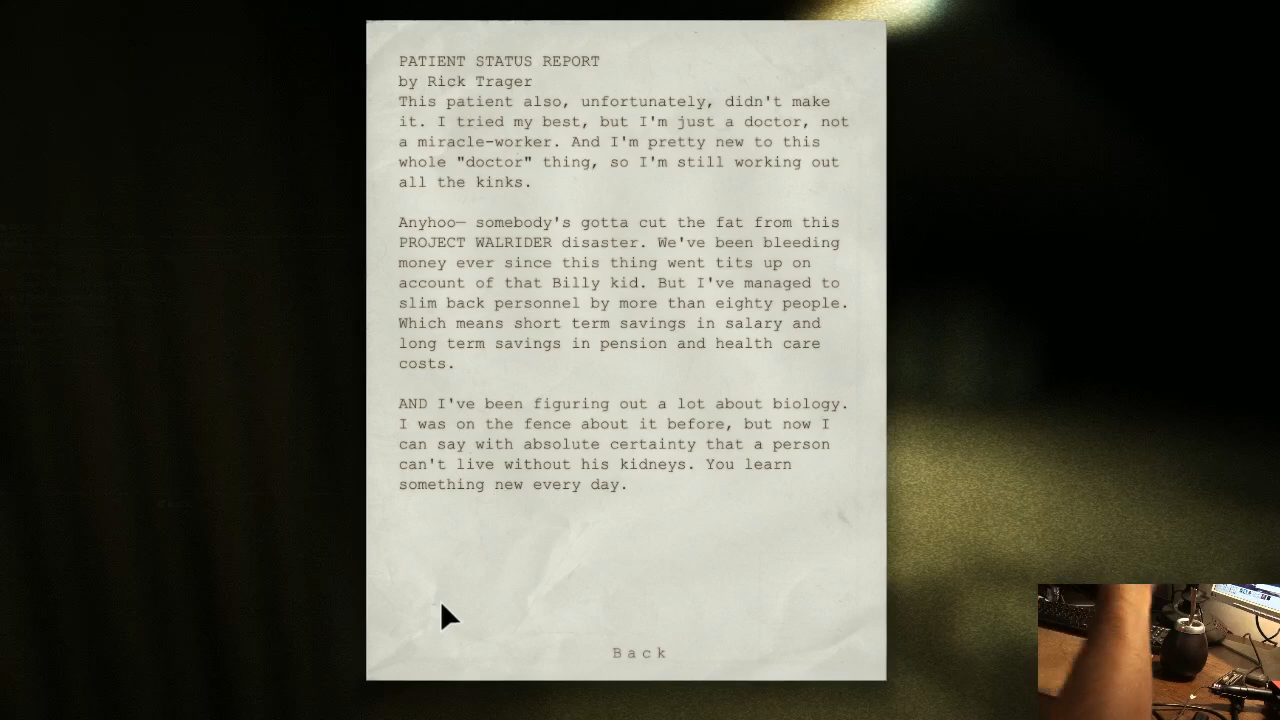 PATIENT STATUS REPORT
by Rick Trager
This patient also, unfortunately, didn't make
it. I tried my best, but I'm just a doctor, not
a miracle-worker. And I'm pretty new to this
whole "doctor" thing, so I'm still working out
all the kinks.
Anyhoo— somebody's gotta cut the fat from this
PROJECT WALRIDER disaster. We've been bleeding
money ever since this thing went tits up on
account of that Billy kid. But I've managed to
slim back personnel by more than eighty people.
Which means short term savings in salary and
long term savings in pension and health care
costs.
AND I've been figuring out a lot about biology.
I was on the fence about it before, but now I
can say with absolute certainty that a person
can't live without his kidneys. You learn
something new every day.
Back